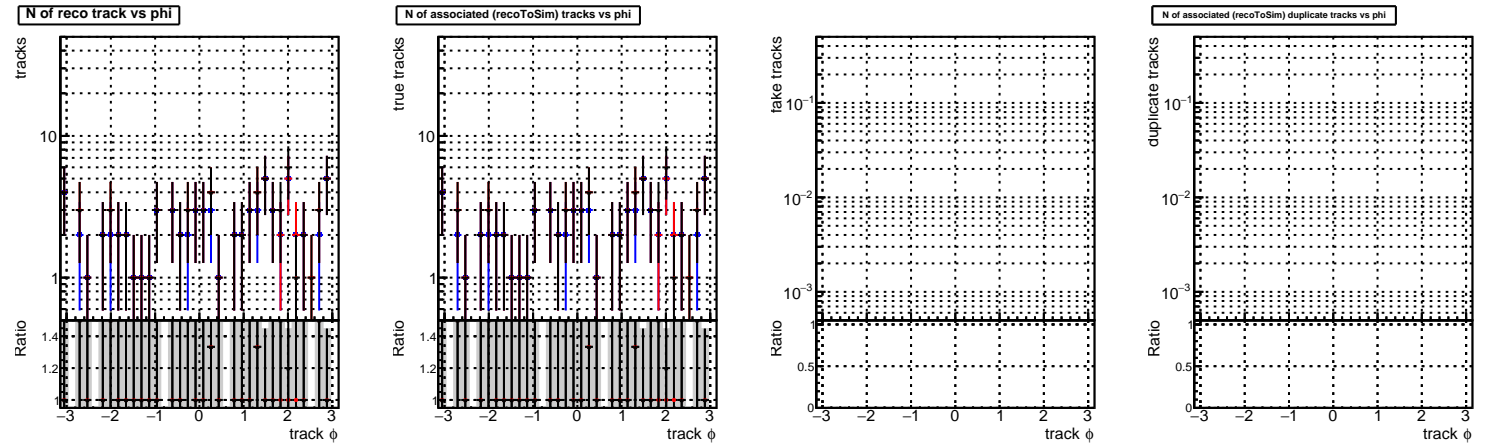 N of reco track vs phi
tracks
10
1
Ratio
1.4
1.2
1
−3 −2 −1 0 1 2 3
track ϕ
N of associated (recoToSim) tracks vs phi
true tracks
10
1
Ratio
1.4
1.2
1
−3 −2 −1 0 1 2 3
track ϕ
fake tracks
10⁻¹
10⁻²
10⁻³
Ratio
1
0.5
0
−3 −2 −1 0 1 2 3
track ϕ
N of associated (recoToSim) duplicate tracks vs phi
duplicate tracks
10⁻¹
10⁻²
10⁻³
Ratio
1
0.5
0
−3 −2 −1 0 1 2 3
track ϕ